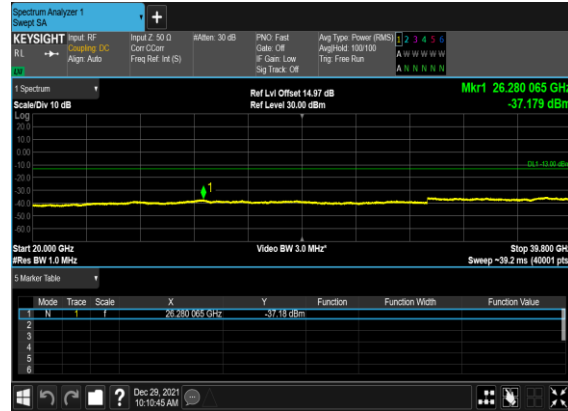 Spectrum Analyzer 1
Swept SA
KEYSIGHT Input: RF Input Z: 50 Ω #Atten: 30 dB PNO: Fast Avg Type: Power (RMS) 1 2 3 4 5 6
RL Coupling: DC Corr CCorr Gate: Off Avg|Hold: 100/100 A W W W W W
Align: Auto Freq Ref: Int (S) IF Gain: Low Trig: Free Run
Sig Track: Off A N N N N N
1 Spectrum Ref Lvl Offset 14.97 dB Mkr1 26.280 065 GHz
Scale/Div 10 dB Ref Level 30.00 dBm -37.179 dBm
Log
20.0
10.0
0.00
-10.0
DL1 -13.00 dBm
-20.0
-30.0
1
-40.0
-50.0
-60.0
Start 20.000 GHz Video BW 3.0 MHz* Stop 39.800 GHz
#Res BW 1.0 MHz Sweep ~39.2 ms (40001 pts)
5 Marker Table
Mode Trace Scale X Y Function Function Width Function Value
1 N 1 f 26.280 065 GHz -37.18 dBm
2
3
4
5
6
? Dec 29, 2021
10:10:45 AM